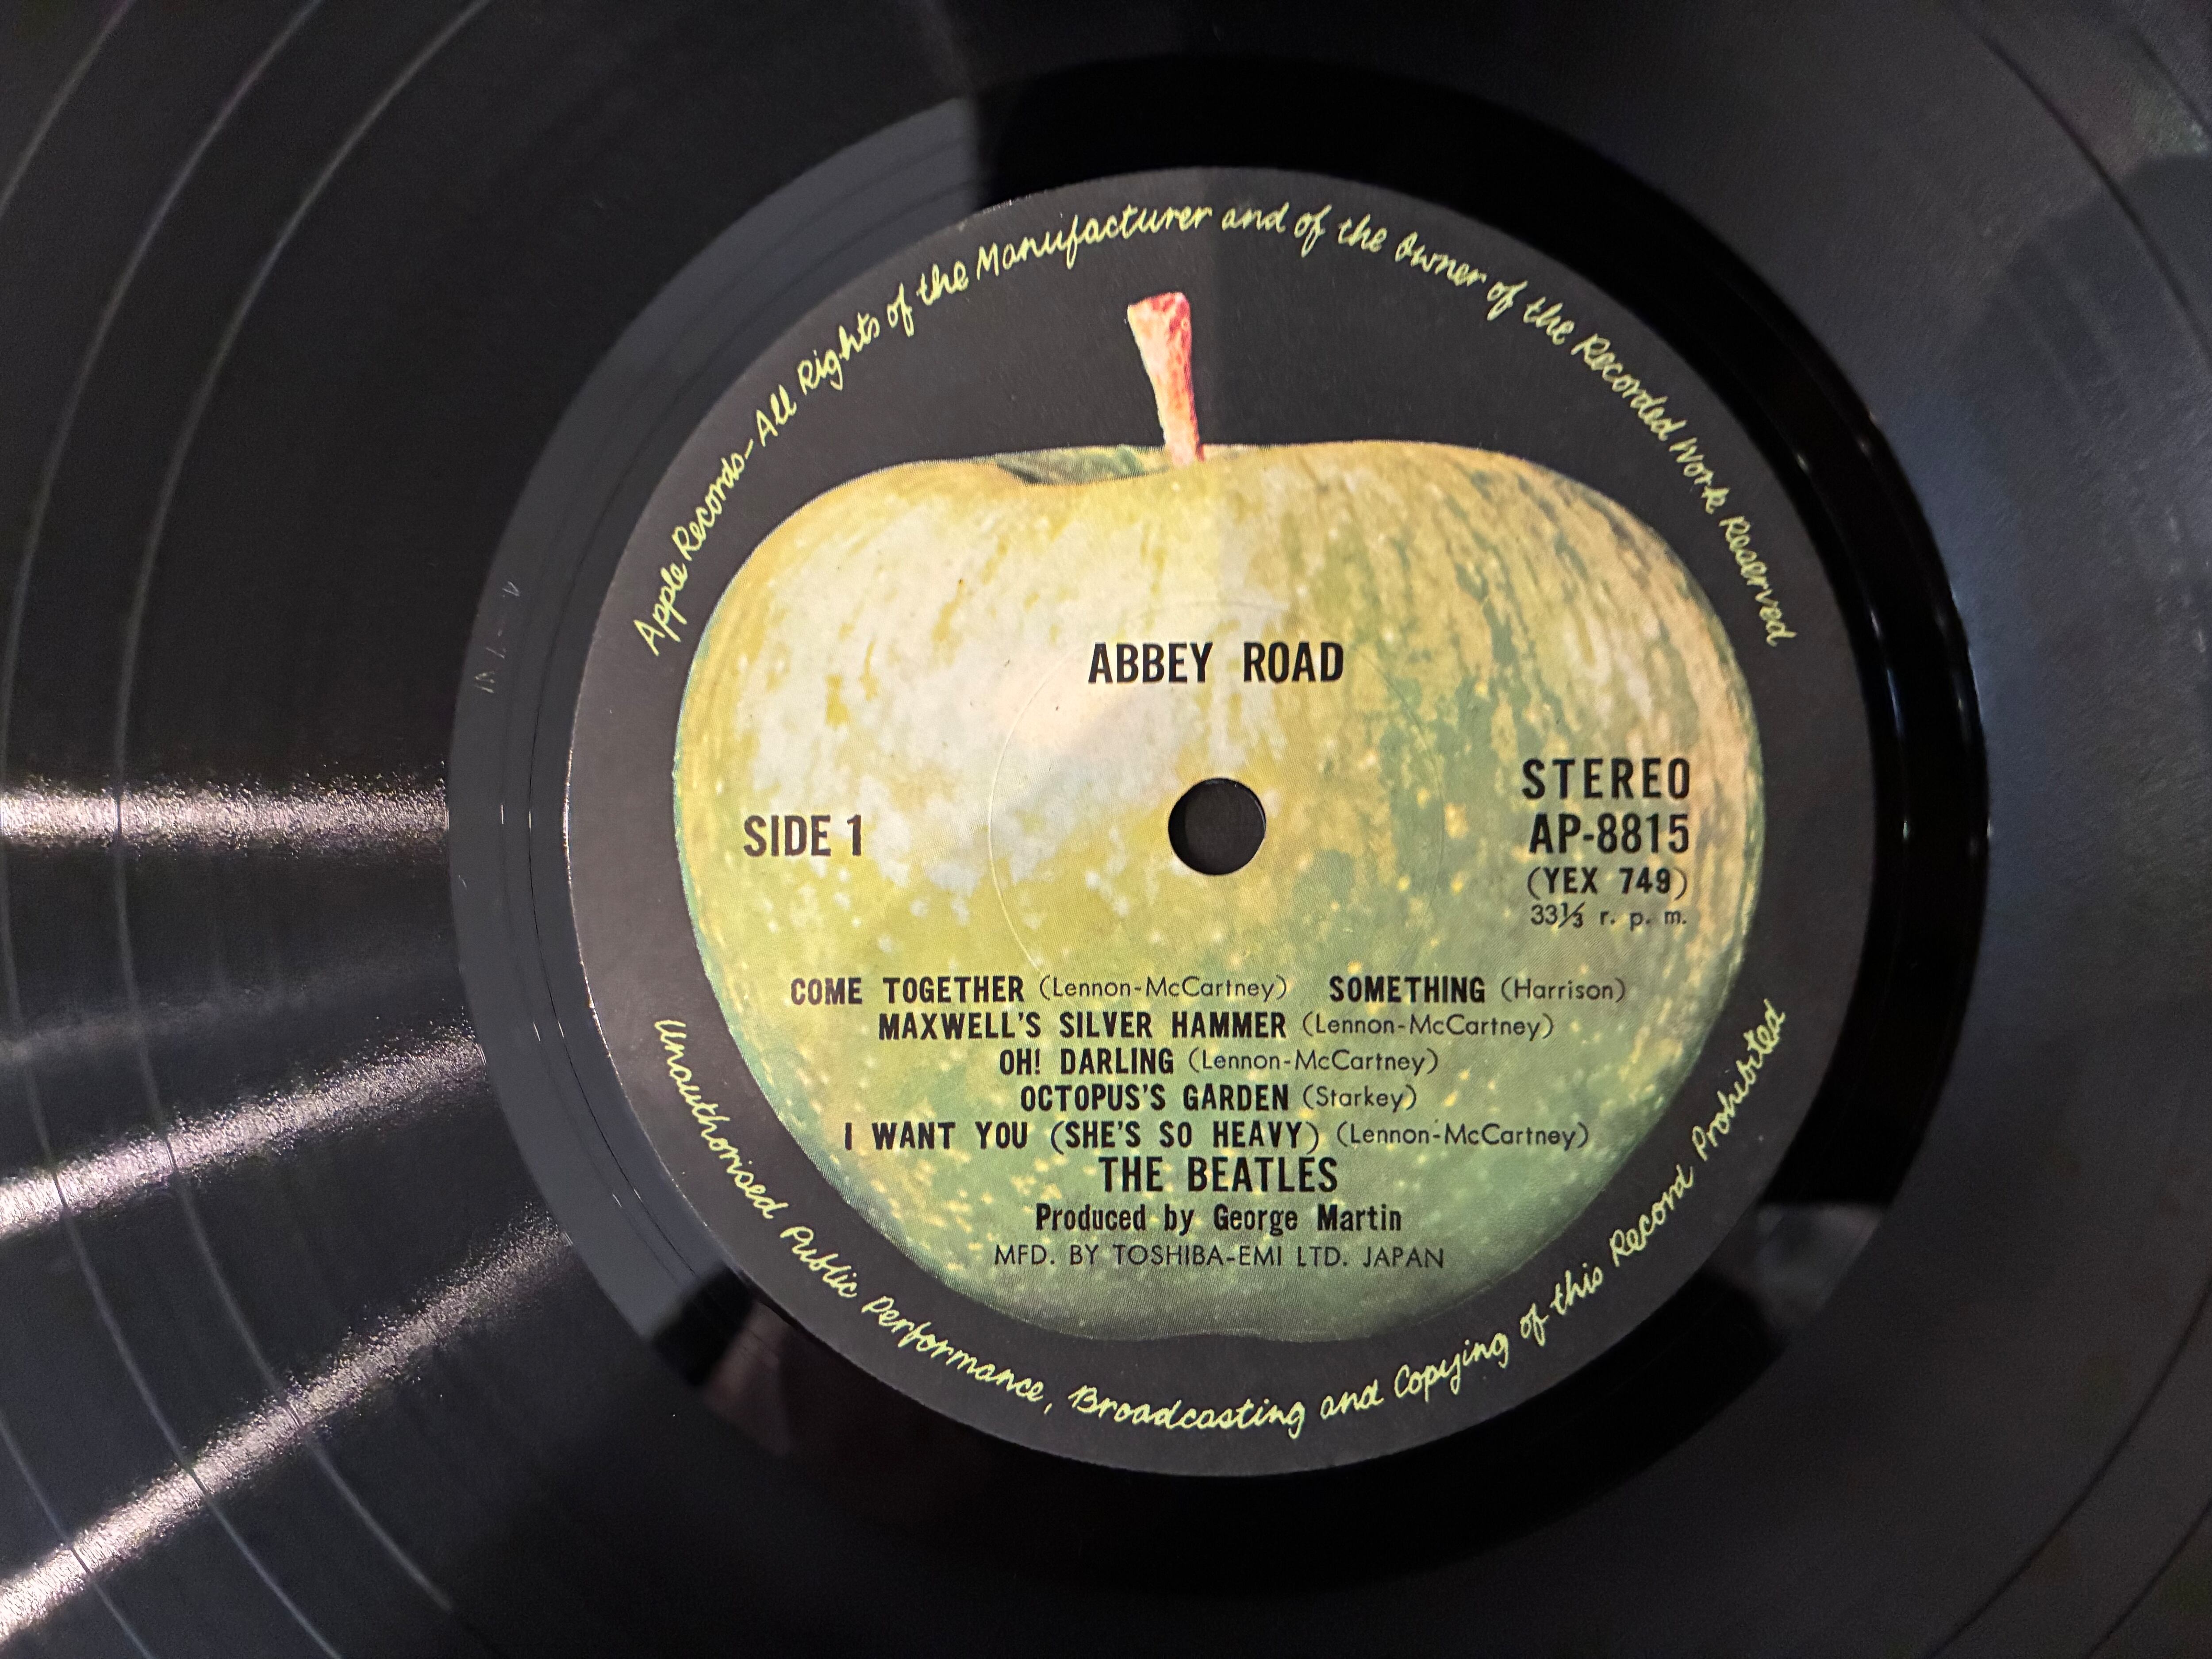 Apple Records-All Rights of the Manufacturer and of the Owner of the Recorded Work Reserved
ABBEY ROAD
SIDE 1
STEREO
AP-8815
(YEX 749)
33⅓ r. p. m.
COME TOGETHER (Lennon-McCartney) SOMETHING (Harrison)
MAXWELL'S SILVER HAMMER (Lennon-McCartney)
OH! DARLING (Lennon-McCartney)
OCTOPUS'S GARDEN (Starkey)
I WANT YOU (SHE'S SO HEAVY) (Lennon-McCartney)
THE BEATLES
Produced by George Martin
MFD. BY TOSHIBA-EMI LTD. JAPAN
Unauthorised Public Performance, Broadcasting and Copying of this Record Prohibited